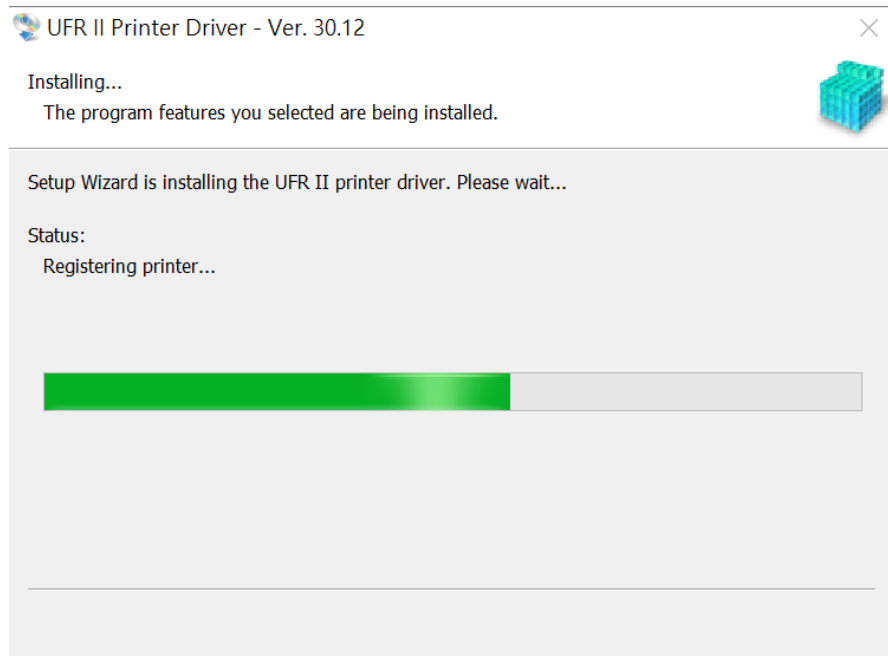 UFR II Printer Driver - Ver. 30.12
Installing...
The program features you selected are being installed.
Setup Wizard is installing the UFR II printer driver. Please wait...
Status:
Registering printer...